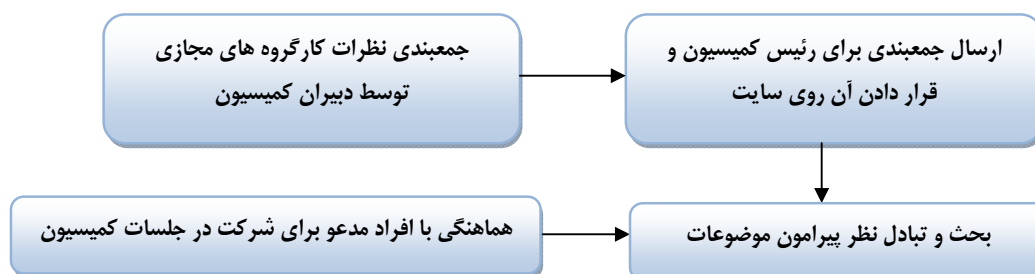 جمعبندی نظرات کارگروه های مجازی
توسط دبیران کمیسیون
ارسال جمعبندی برای رئیس کمیسیون و
قرار دادن آن روی سایت
هماهنگی با افراد مدعو برای شرکت در جلسات کمیسیون
بحث و تبادل نظر پیرامون موضوعات